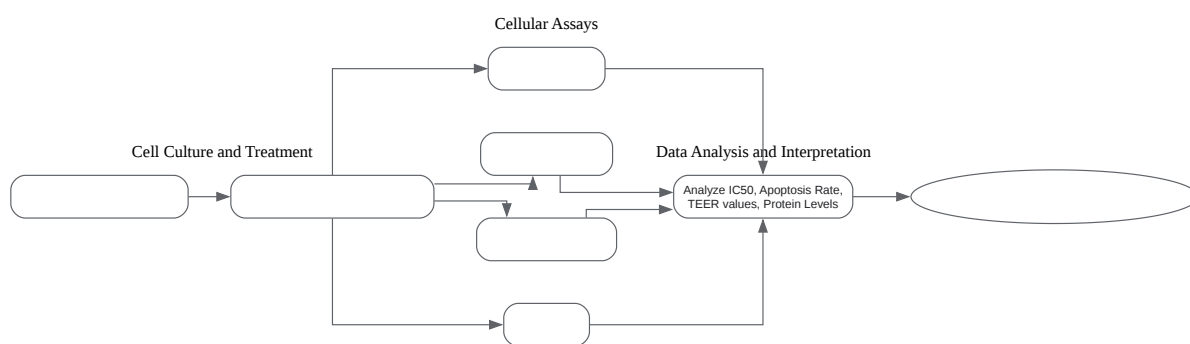 Cellular Assays
Cell Culture and Treatment
Data Analysis and Interpretation
Analyze IC50, Apoptosis Rate,
TEER values, Protein Levels